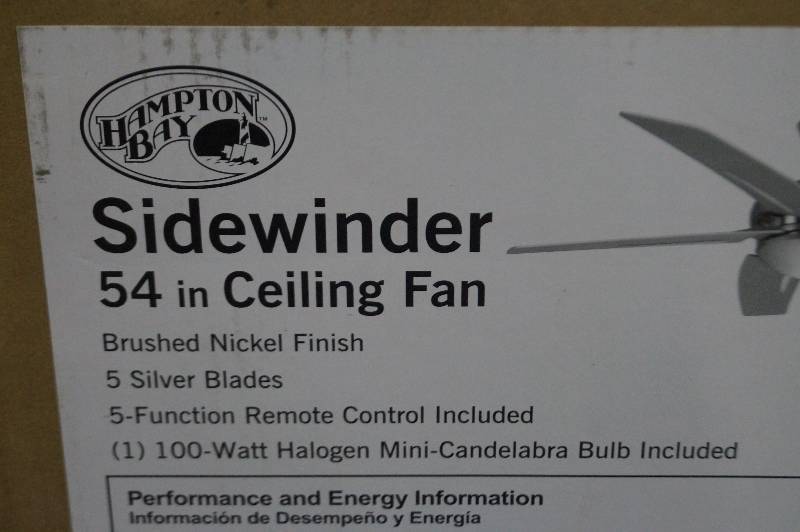 HAMPTON
BAY™
Sidewinder
54 in Ceiling Fan
Brushed Nickel Finish
5 Silver Blades
5-Function Remote Control Included
(1) 100-Watt Halogen Mini-Candelabra Bulb Included
Performance and Energy Information
Información de Desempeño y Energía